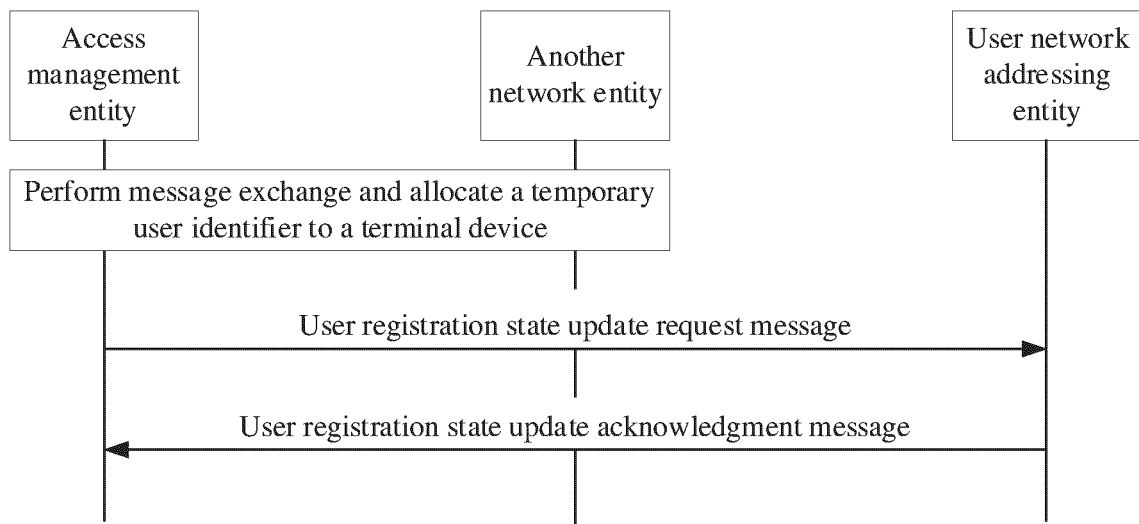 Access
management
entity
Another
network entity
User network
addressing
entity
Perform message exchange and allocate a temporary
user identifier to a terminal device
User registration state update request message
User registration state update acknowledgment message